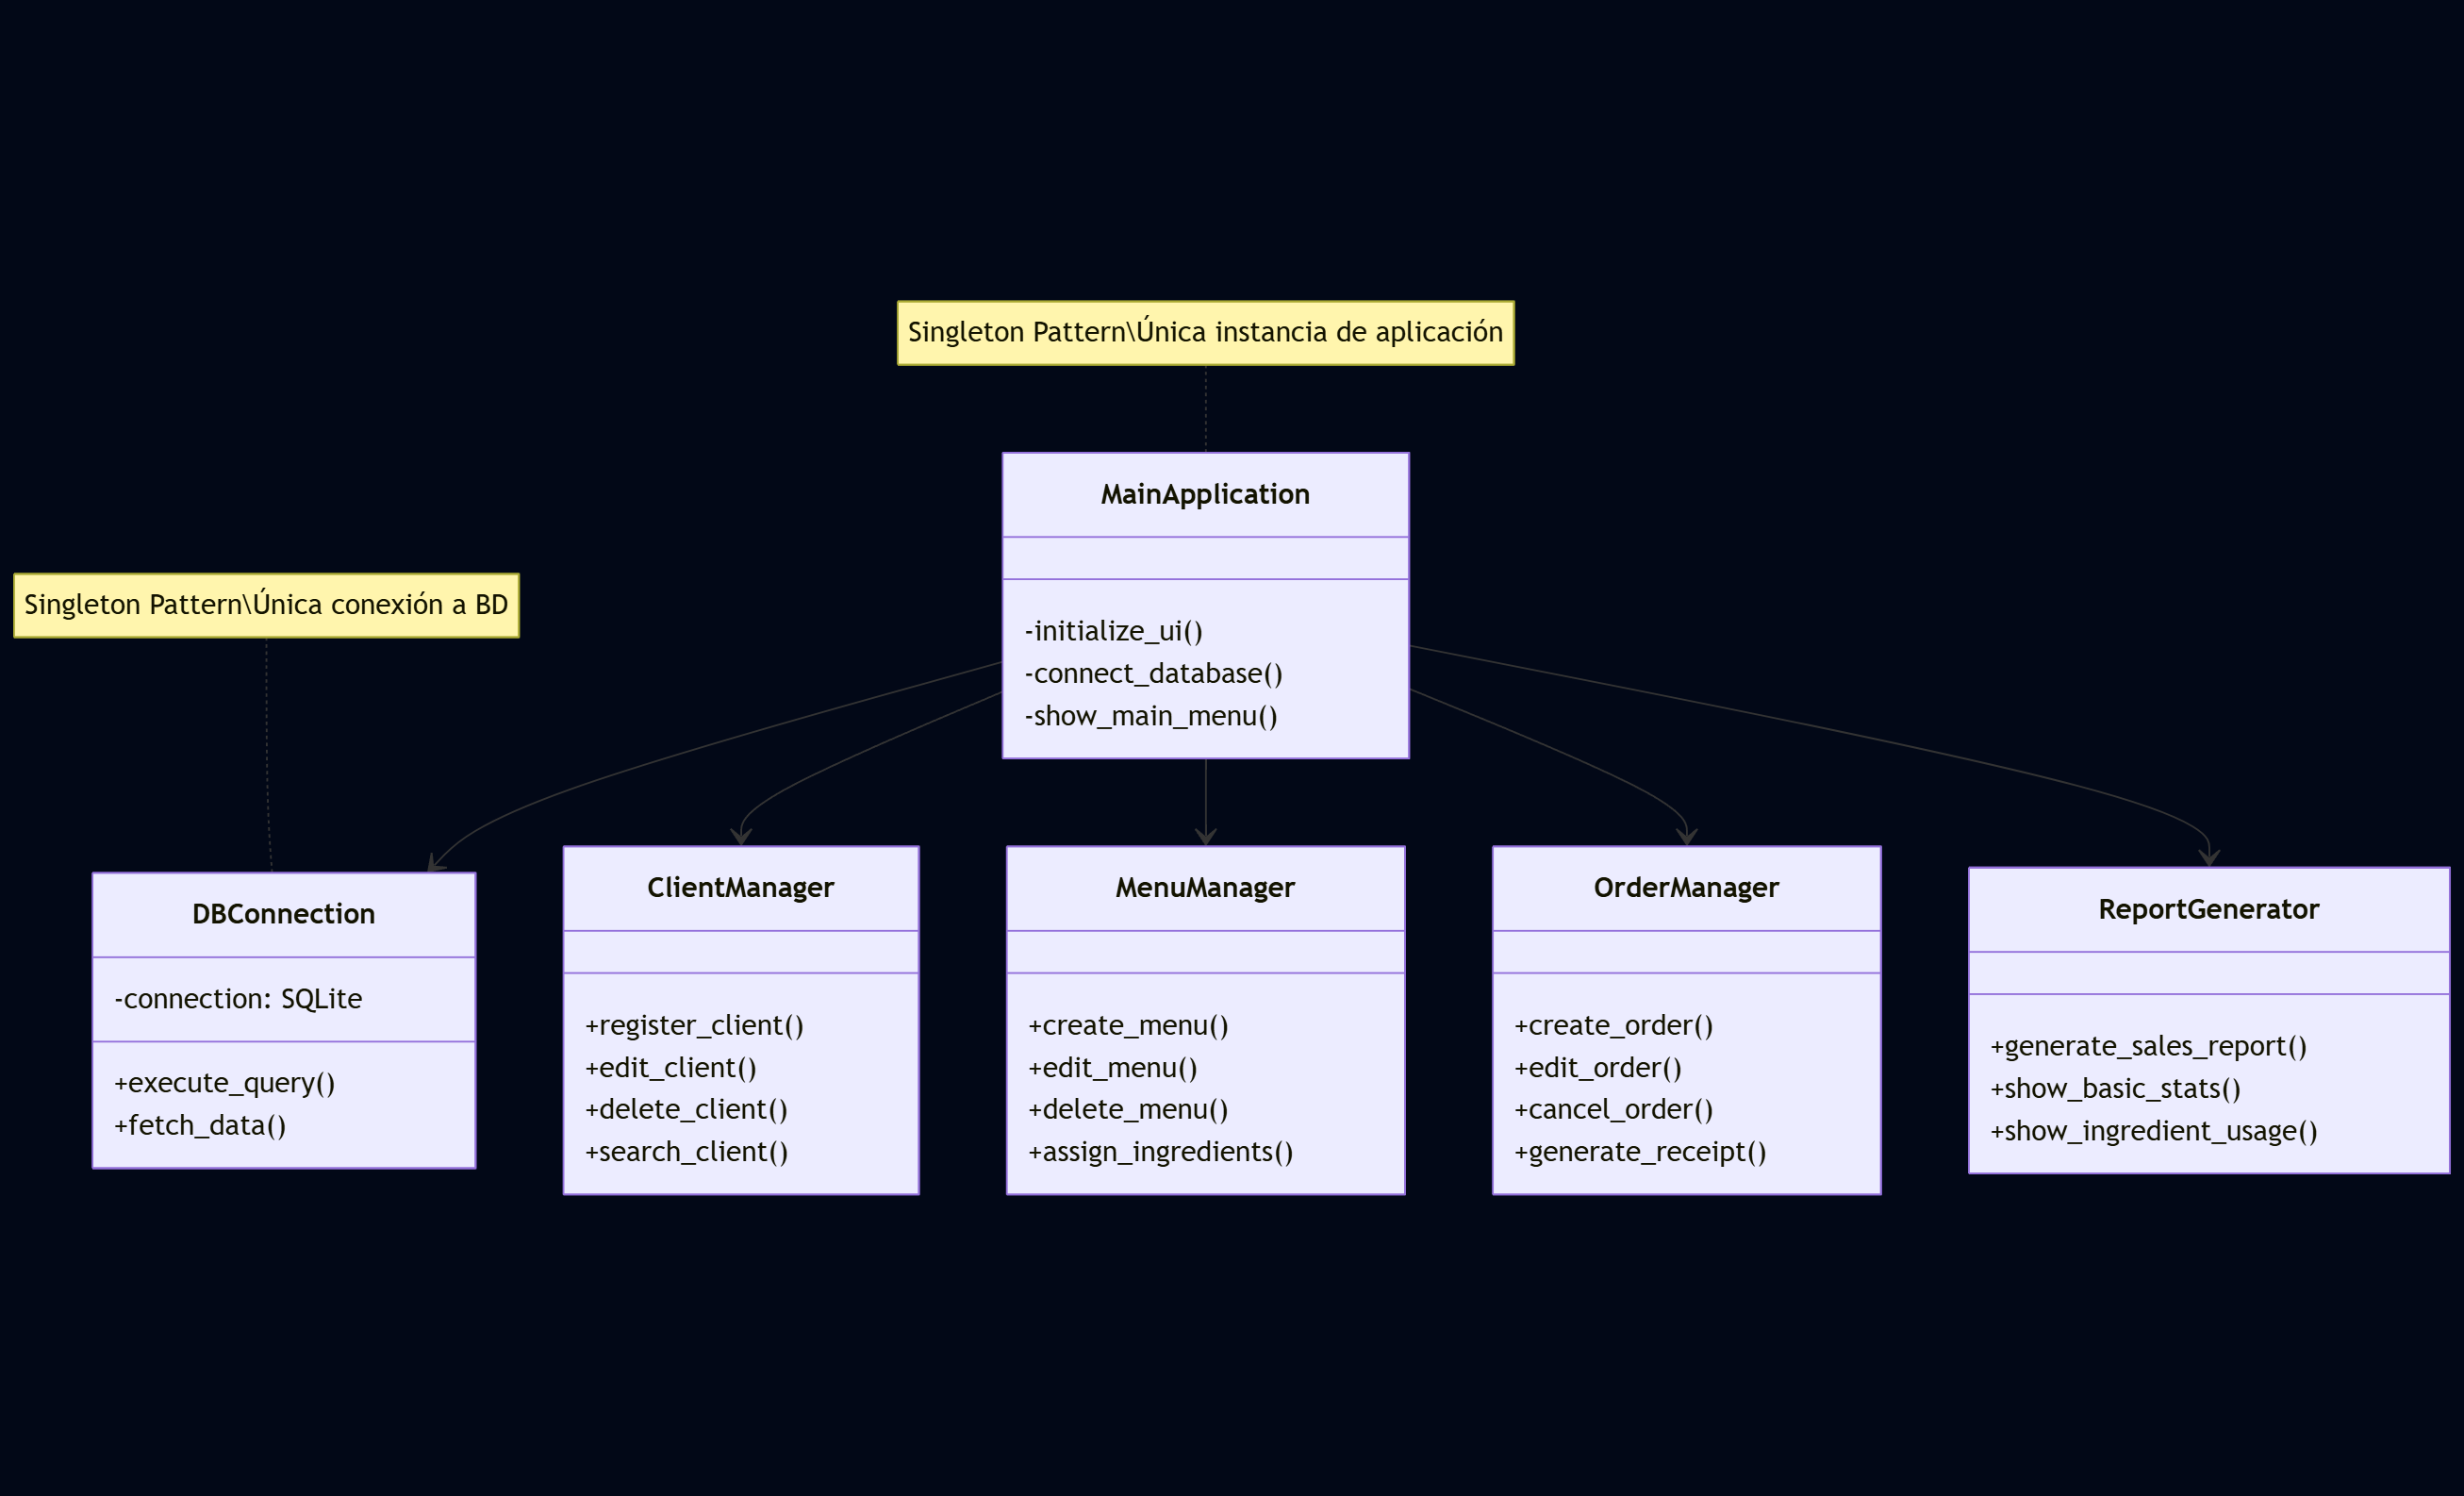 Singleton Pattern\Única instancia de aplicación
MainApplication
-initialize_ui()
-connect_database()
-show_main_menu()
Singleton Pattern\Única conexión a BD
DBConnection
-connection: SQLite
+execute_query()
+fetch_data()
ClientManager
+register_client()
+edit_client()
+delete_client()
+search_client()
MenuManager
+create_menu()
+edit_menu()
+delete_menu()
+assign_ingredients()
OrderManager
+create_order()
+edit_order()
+cancel_order()
+generate_receipt()
ReportGenerator
+generate_sales_report()
+show_basic_stats()
+show_ingredient_usage()